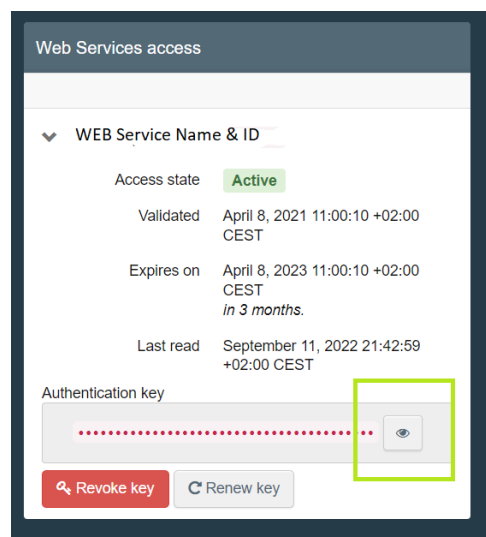 Web Services access
WEB Service Name & ID
Access state Active
Validated April 8, 2021 11:00:10 +02:00
CEST
Expires on April 8, 2023 11:00:10 +02:00
CEST
in 3 months.
Last read September 11, 2022 21:42:59
+02:00 CEST
Authentication key
Revoke key Renew key